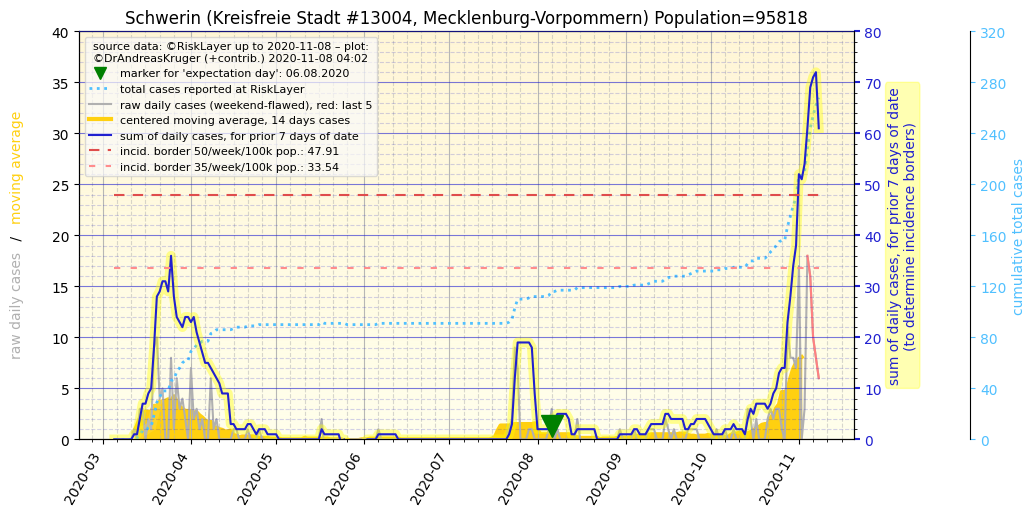 Schwerin (Kreisfreie Stadt #13004, Mecklenburg-Vorpommern) Population=95818
source data: ©RiskLayer up to 2020-11-08 – plot:
©DrAndreasKruger (+contrib.) 2020-11-08 04:02
marker for 'expectation day': 06.08.2020
total cases reported at RiskLayer
raw daily cases (weekend-flawed), red: last 5
centered moving average, 14 days cases
sum of daily cases, for prior 7 days of date
incid. border 50/week/100k pop.: 47.91
incid. border 35/week/100k pop.: 33.54
raw daily cases / moving average
40
35
30
25
20
15
10
5
0
2020-03
2020-04
2020-05
2020-06
2020-07
2020-08
2020-09
2020-10
2020-11
80
70
60
50
40
30
20
10
0
sum of daily cases, for prior 7 days of date
(to determine incidence borders)
320
280
240
200
160
120
80
40
0
cumulative total cases